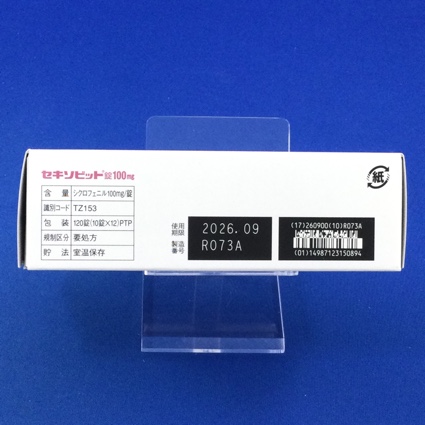 セキソビット錠100mg
含 量 シクロフェニル100mg/錠
識別コード TZ153
包 装 120錠(10錠×12)PTP
規制区分 要処方
貯 法 室温保存
使用期限 2026.09
製造番号 R073A
(17)260900(10)R073A
(01)14987123150894
紙